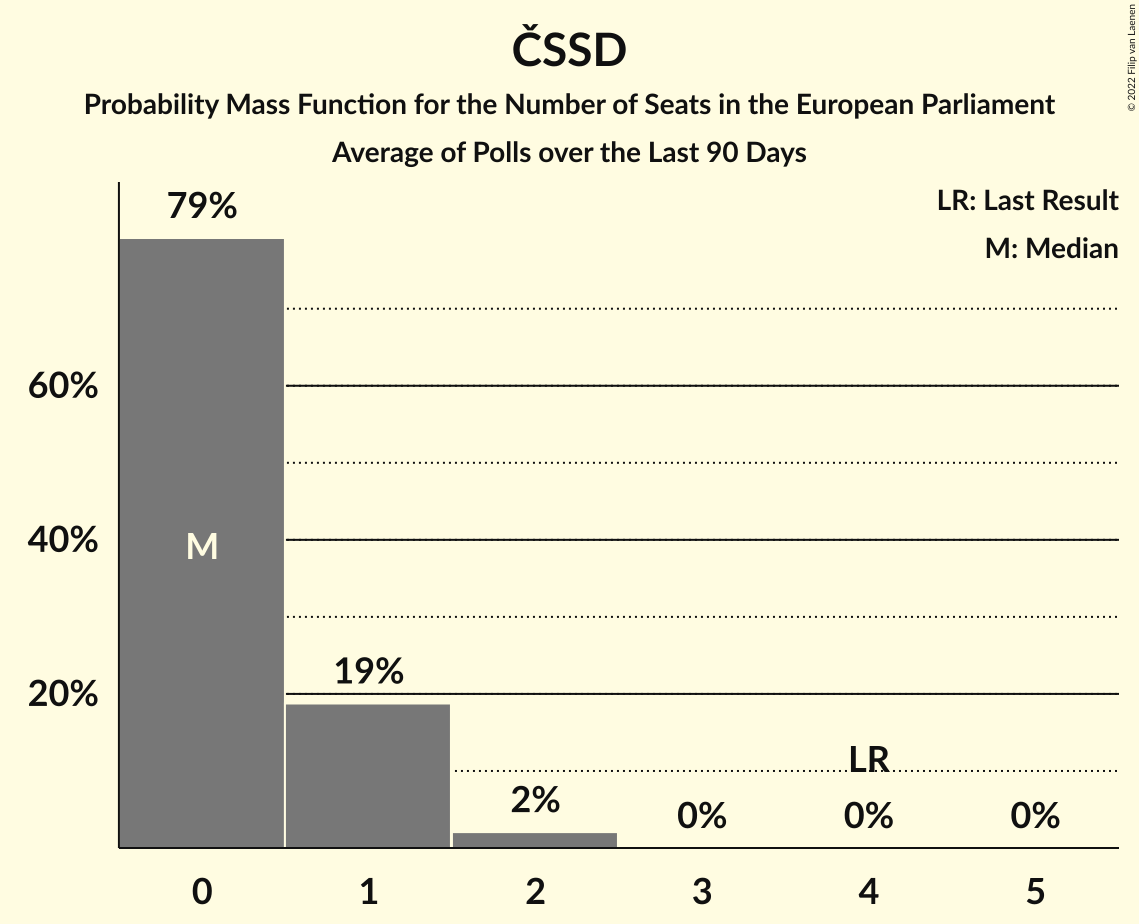 ČSSD
Probability Mass Function for the Number of Seats in the European Parliament
Average of Polls over the Last 90 Days
© 2022 Filip van Laenen
LR: Last Result
M: Median
79%
60%
40%
20%
M
19%
2%
LR
0%
0%
0%
0
1
2
3
4
5